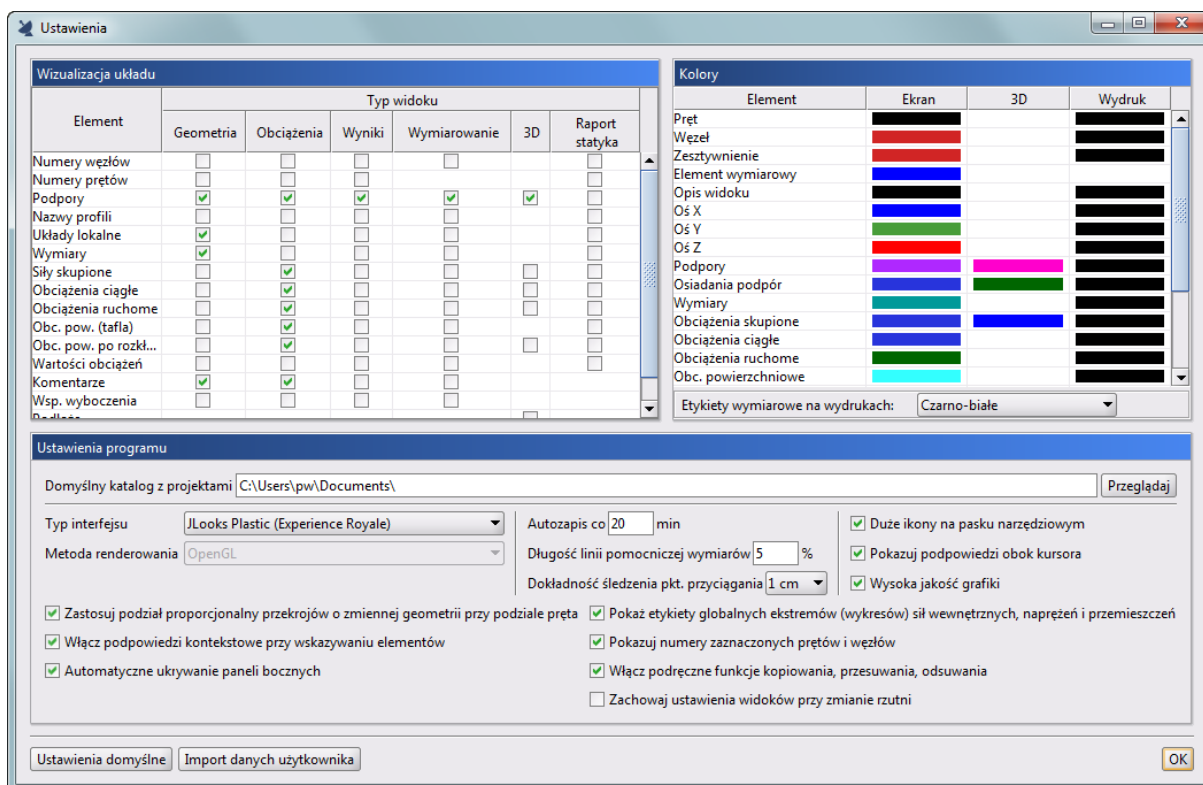 Ustawienia
Wizualizacja układu
Element
Typ widoku
Geometria Obciążenia Wyniki Wymiarowanie 3D Raport statyka
Numery węzłów
Numery prętów
Podpory
Nazwy profili
Układy lokalne
Wymiary
Siły skupione
Obciążenia ciągłe
Obciążenia ruchome
Obc. pow. (tafla)
Obc. pow. po rozkł...
Wartości obciążeń
Komentarze
Wsp. wyboczenia
Kolory
Element Ekran 3D Wydruk
Pręt
Węzeł
Zesztywnienie
Element wymiarowy
Opis widoku
Oś X
Oś Y
Oś Z
Podpory
Osiadania podpór
Wymiary
Obciążenia skupione
Obciążenia ciągłe
Obciążenia ruchome
Obc. powierzchniowe
Etykiety wymiarowe na wydrukach: Czarno-białe
Ustawienia programu
Domyślny katalog z projektami C:\Users\pw\Documents\ Przeglądaj
Typ interfejsu JLooks Plastic (Experience Royale)
Metoda renderowania OpenGL
Autozapis co 20 min
Długość linii pomocniczej wymiarów 5 %
Dokładność śledzenia pkt. przyciągania 1 cm
Duże ikony na pasku narzędziowym
Pokazuj podpowiedzi obok kursora
Wysoka jakość grafiki
Zastosuj podział proporcjonalny przekrojów o zmiennej geometrii przy podziale pręta
Włącz podpowiedzi kontekstowe przy wskazywaniu elementów
Automatyczne ukrywanie paneli bocznych
Pokaż etykiety globalnych ekstremów (wykresów) sił wewnętrznych, naprężeń i przemieszczeń
Pokazuj numery zaznaczonych prętów i węzłów
Włącz podręczne funkcje kopiowania, przesuwania, odsuwania
Zachowaj ustawienia widoków przy zmianie rzutni
Ustawienia domyślne Import danych użytkownika OK